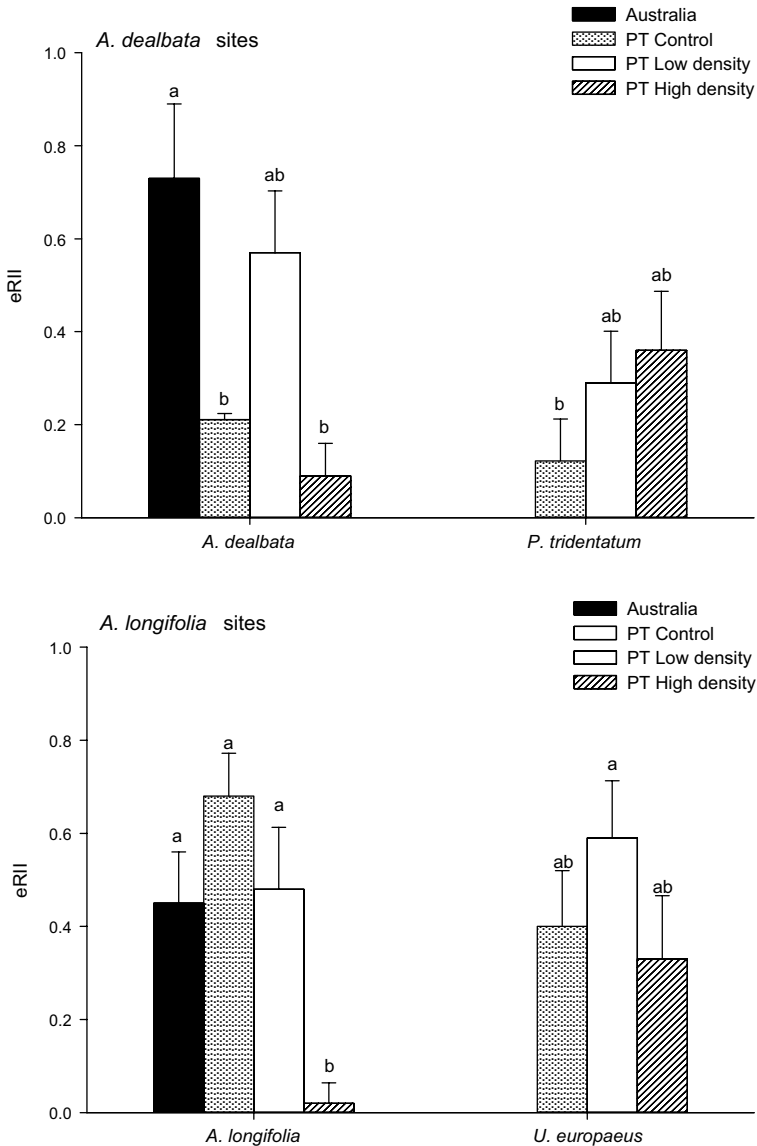 Australia
PT Control
PT Low density
PT High density
A. dealbata sites
1.0
0.8
0.6
0.4
0.2
0.0
eRII
a
b
ab
b
b
ab
ab
A. dealbata
P. tridentatum
Australia
PT Control
PT Low density
PT High density
A. longifolia sites
1.0
0.8
0.6
0.4
0.2
0.0
eRII
a
a
a
b
ab
a
ab
A. longifolia
U. europaeus